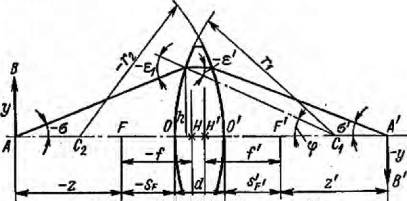 B
-r₂
-ε₁
-ε'
r₁
y
-σ
h
φ
σ'
A
C₂
F
O
H
H'
O'
F'
C₁
A'
-y'
-f
f'
B'
-z
-S_F
d
S'_F'
z'